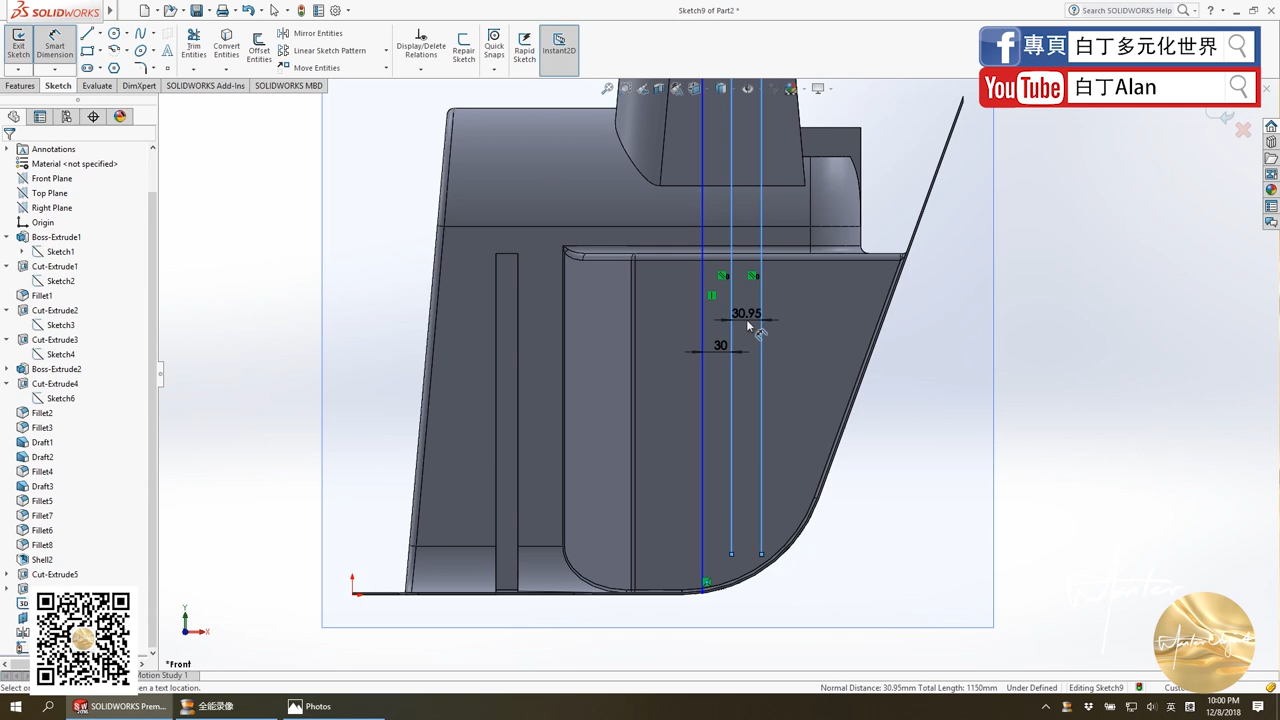 SOLIDWORKS
Sketch9 of Part2 *
Search SOLIDWORKS Help
Exit Sketch
Smart Dimension
Trim Entities
Convert Entities
Offset Entities
Mirror Entities
Linear Sketch Pattern
Move Entities
Display/Delete Relations
Repair Sketch
Quick Snaps
Rapid Sketch
Instant2D
專頁 白丁多元化世界
YouTube 白丁Alan
Features Sketch Evaluate DimXpert SOLIDWORKS Add-Ins SOLIDWORKS MBD
Annotations
Material <not specified>
Front Plane
Top Plane
Right Plane
Origin
Boss-Extrude1
Sketch1
Cut-Extrude1
Sketch2
Fillet1
Cut-Extrude2
Sketch3
Cut-Extrude3
Sketch4
Boss-Extrude2
Cut-Extrude4
Sketch6
Fillet2
Fillet3
Draft1
Draft2
Fillet4
Draft3
Fillet5
Fillet7
Fillet6
Fillet8
Shell2
Cut-Extrude5
30.95
30
Y
X
*Front
Motion Study 1
Select or
en a text location.
Normal Distance: 30.95mm Total Length: 1150mm Under Defined Editing Sketch9
SOLIDWORKS Prem...
全能录像
Photos
英
10:00 PM
12/8/2018